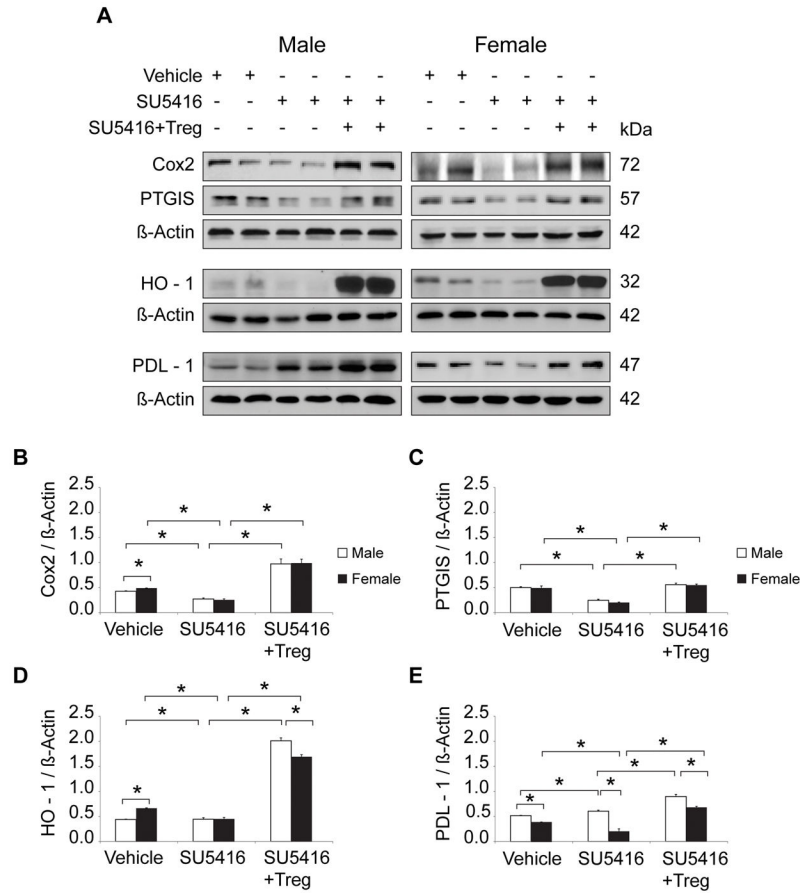 A
Male Female
Vehicle + + - - - - + + - - - -
SU5416 - - + + + + - - + + + +
SU5416+Treg - - - - + + - - - - + + kDa
Cox2 72
PTGIS 57
ß-Actin 42
HO - 1 32
ß-Actin 42
PDL - 1 47
ß-Actin 42
B
Cox2 / ß-Actin
2.5
2.0
1.5
1.0
0.5
0.0
* * * * *
Male
Female
Vehicle SU5416 SU5416
+Treg
C
PTGIS / ß-Actin
2.5
2.0
1.5
1.0
0.5
0.0
* * * *
Male
Female
Vehicle SU5416 SU5416
+Treg
D
HO - 1 / ß-Actin
2.5
2.0
1.5
1.0
0.5
0.0
* * * * * *
Vehicle SU5416 SU5416
+Treg
E
PDL - 1 / ß-Actin
2.5
2.0
1.5
1.0
0.5
0.0
* * * * * * *
Vehicle SU5416 SU5416
+Treg